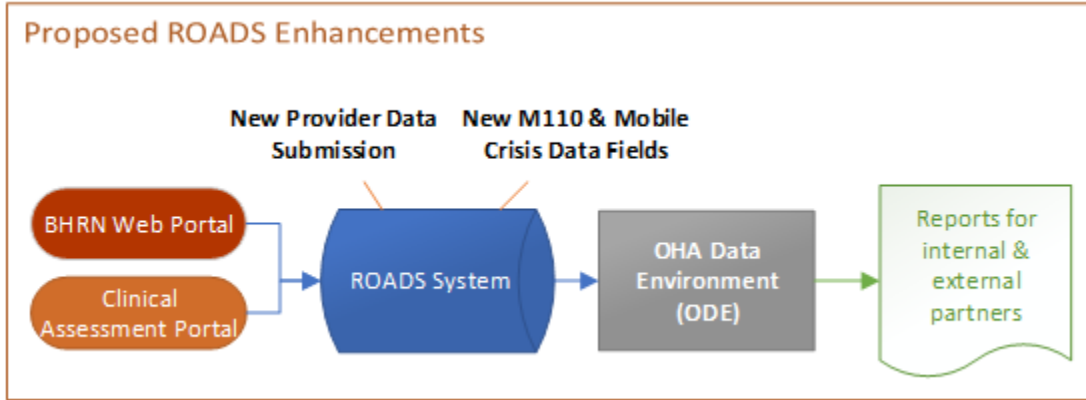 Proposed ROADS Enhancements
New Provider Data
Submission
New M110 & Mobile
Crisis Data Fields
BHRN Web Portal
Clinical
Assessment Portal
ROADS System
OHA Data
Environment
(ODE)
Reports for
internal &
external
partners